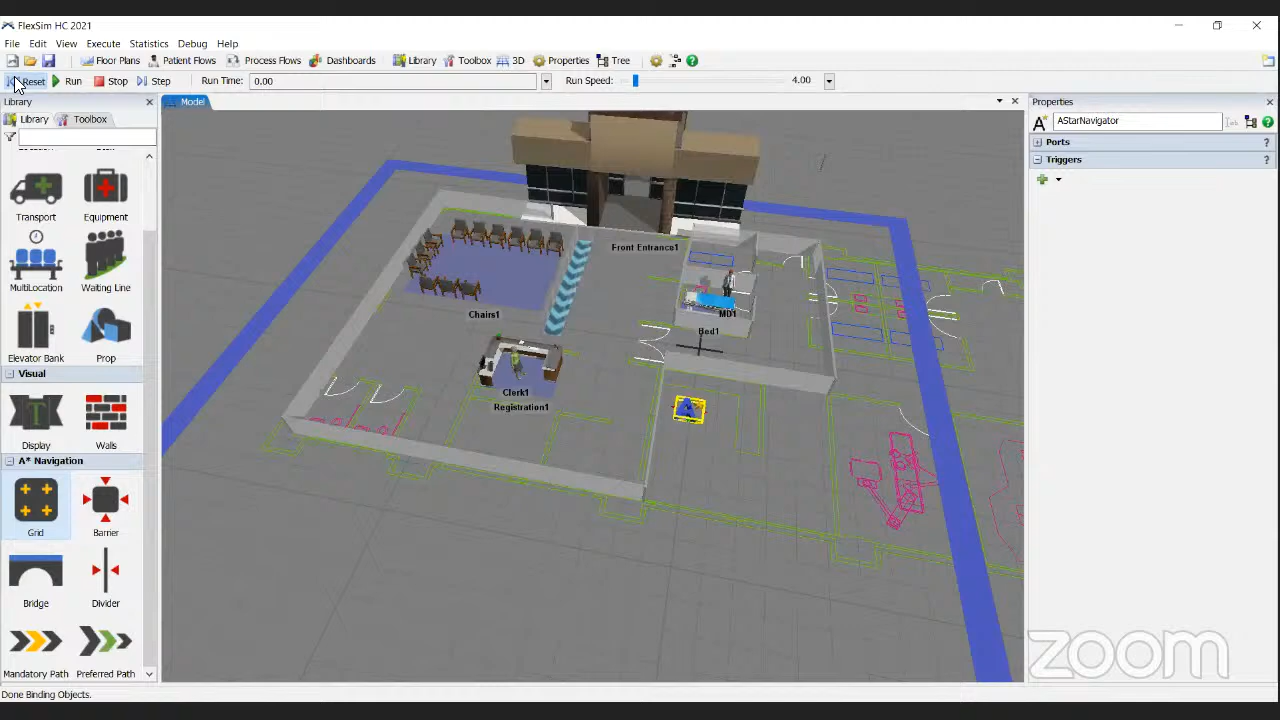 FlexSim HC 2021
File Edit View Execute Statistics Debug Help
Floor Plans Patient Flows Process Flows Dashboards Library Toolbox 3D Properties Tree
Reset Run Stop Step Run Time: 0.00 Run Speed: 4.00
Library
Library Toolbox
Transport Equipment
MultiLocation Waiting Line
Elevator Bank Prop
Visual
Display Walls
A* Navigation
Grid Barrier
Bridge Divider
Mandatory Path Preferred Path
Model
Front Entrance1
Chairs1
MD1
Bed1
Clerk1
Registration1
Properties
AStarNavigator
Ports ?
Triggers ?
Done Binding Objects.
zoom